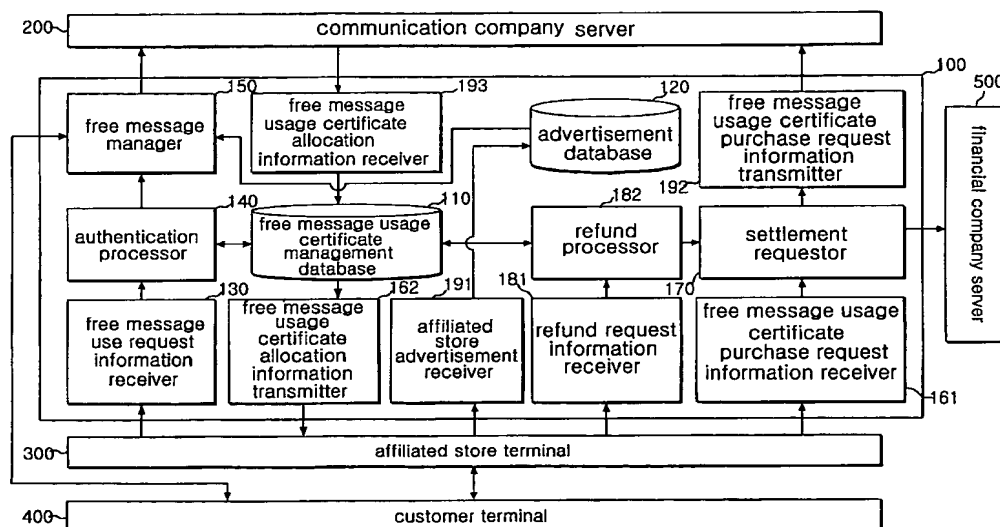 200
communication company server
100
500
financial company server
150
free message
manager
193
free message
usage certificate
allocation
information receiver
120
advertisement
database
free message
usage certificate
purchase request
information
transmitter
192
140
authentication
processor
110
free message usage
certificate
management
database
182
refund
processor
settlement
requestor
170
130
free message
use request
information
receiver
162
free message
usage
certificate
allocation
information
transmitter
191
affiliated
store
advertisement
receiver
181
refund request
information
receiver
free message usage
certificate
purchase request
information receiver
161
300
affiliated store terminal
400
customer terminal